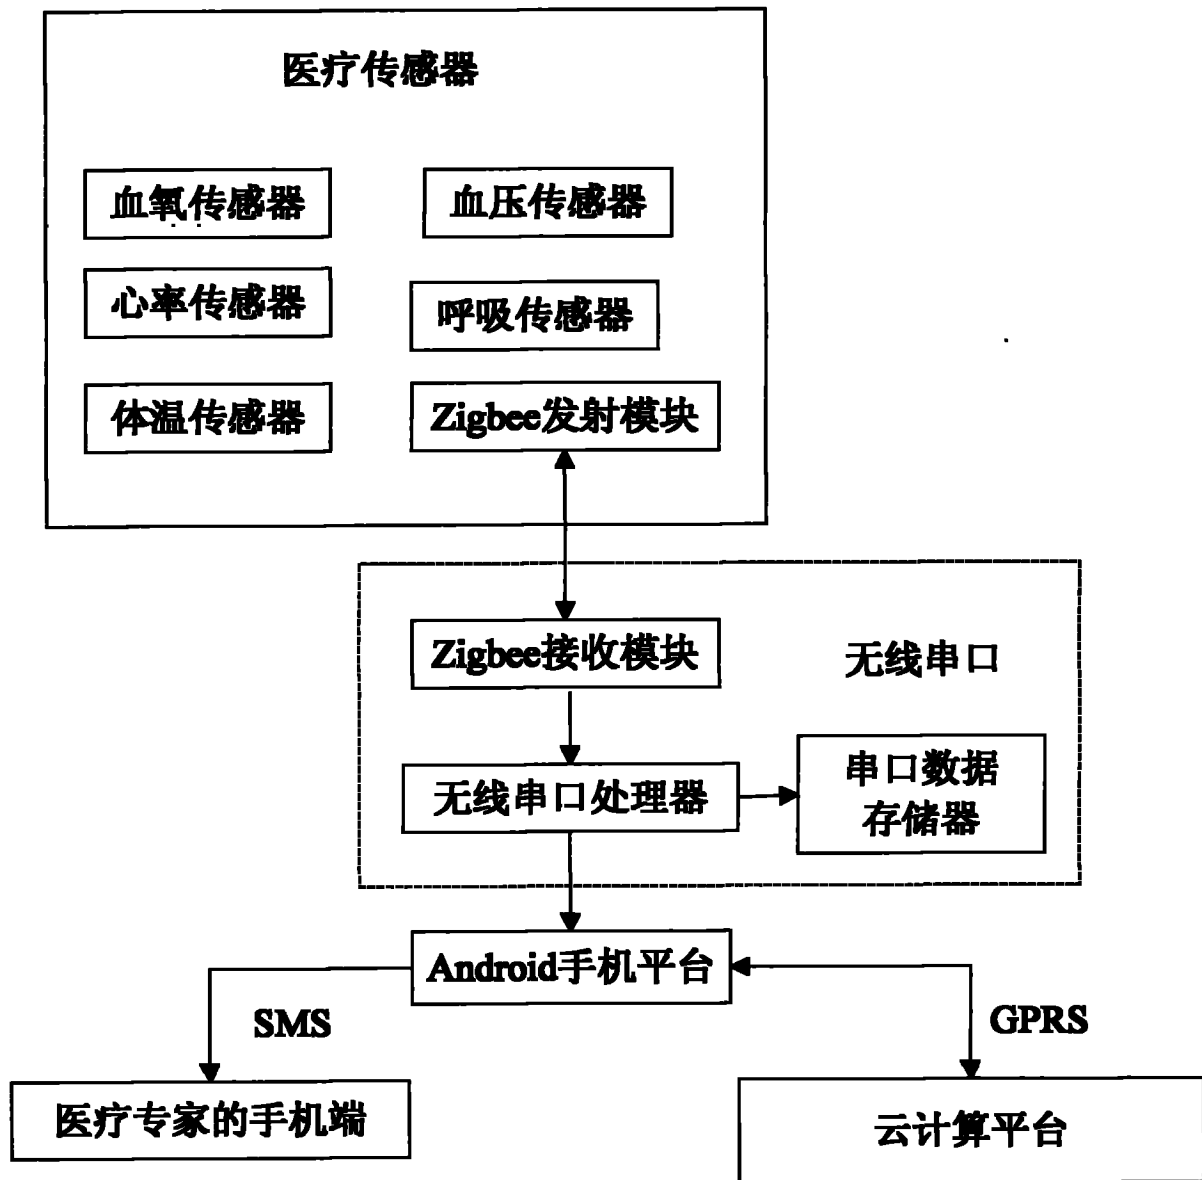 医疗传感器
血氧传感器
血压传感器
心率传感器
呼吸传感器
体温传感器
Zigbee发射模块
Zigbee接收模块
无线串口
无线串口处理器
串口数据
存储器
Android手机平台
SMS
GPRS
医疗专家的手机端
云计算平台